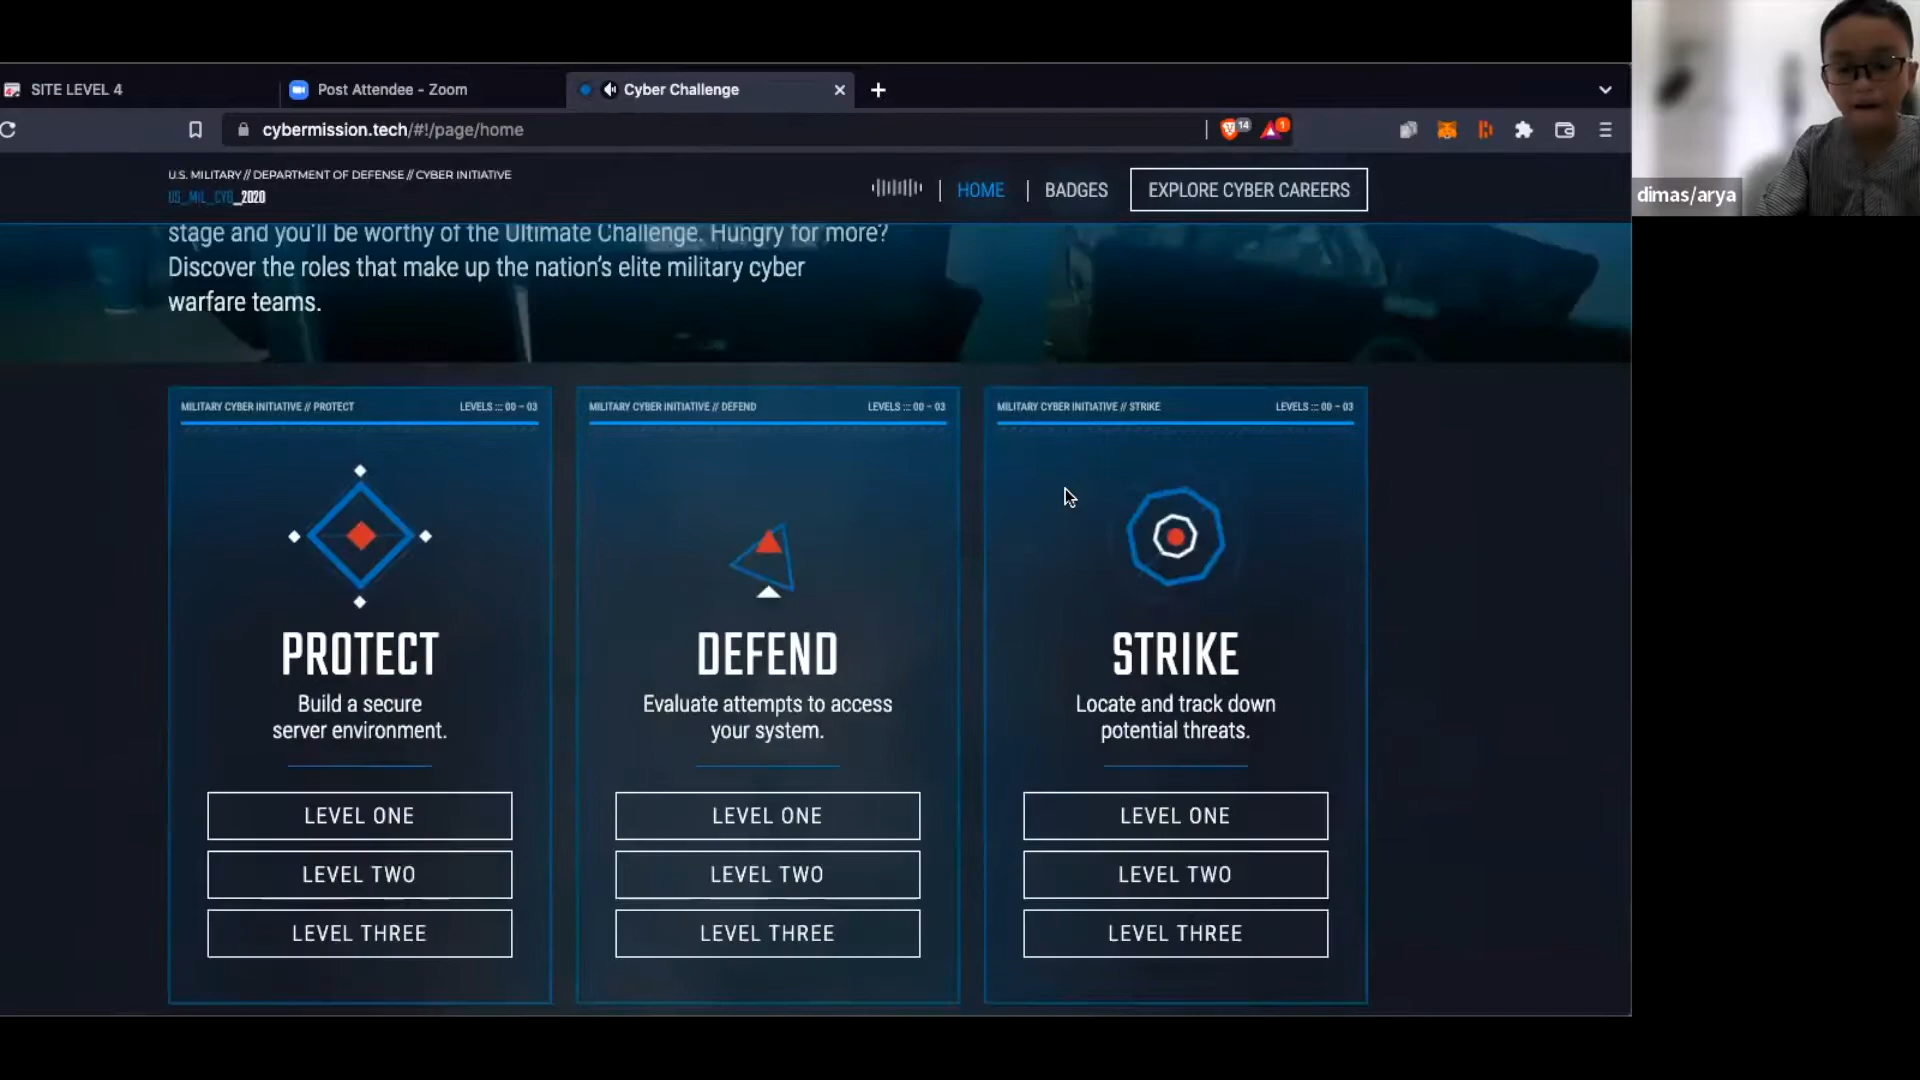 SITE LEVEL 4
Post Attendee - Zoom
Cyber Challenge
cybermission.tech/#!/page/home
14
1
U.S. MILITARY // DEPARTMENT OF DEFENSE // CYBER INITIATIVE
US_MIL_CYB_2020
HOME
BADGES
EXPLORE CYBER CAREERS
stage and you'll be worthy of the Ultimate Challenge. Hungry for more?
Discover the roles that make up the nation's elite military cyber
warfare teams.
MILITARY CYBER INITIATIVE // PROTECT
LEVELS ::: 00 – 03
PROTECT
Build a secure
server environment.
LEVEL ONE
LEVEL TWO
LEVEL THREE
MILITARY CYBER INITIATIVE // DEFEND
LEVELS ::: 00 – 03
DEFEND
Evaluate attempts to access
your system.
LEVEL ONE
LEVEL TWO
LEVEL THREE
MILITARY CYBER INITIATIVE // STRIKE
LEVELS ::: 00 – 03
STRIKE
Locate and track down
potential threats.
LEVEL ONE
LEVEL TWO
LEVEL THREE
dimas/arya